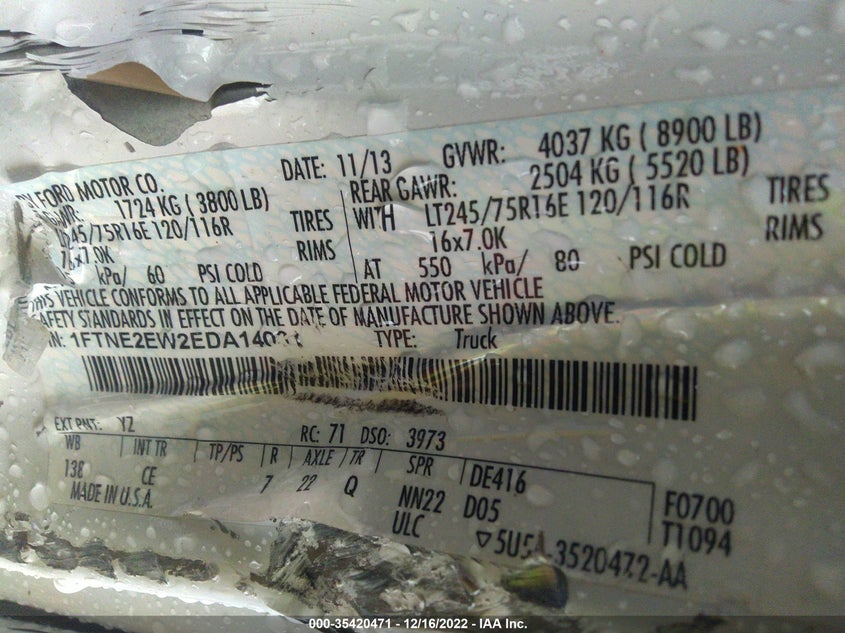 FORD MOTOR CO. DATE: 11/13 GVWR: 4037 KG ( 8900 LB)
GAWR: 1724 KG ( 3800 LB) REAR GAWR: 2504 KG ( 5520 LB)
LT245/75R16E 120/116R TIRES WITH LT245/75R16E 120/116R TIRES
16x7.0K RIMS 16x7.0K RIMS
kPa/ 60 PSI COLD AT 550 kPa/ 80 PSI COLD
THIS VEHICLE CONFORMS TO ALL APPLICABLE FEDERAL MOTOR VEHICLE
SAFETY STANDARDS IN EFFECT ON THE DATE OF MANUFACTURE SHOWN ABOVE.
TYPE: Truck
EXT PNT: YZ RC: 71 DSO: 3973
WB INT TR TP/PS R AXLE TR SPR DE416
138 CE 7 22 Q NN22 D05 F0700
MADE IN U.S.A. ULC T1094
000-35420471 - 12/16/2022 - IAA Inc.